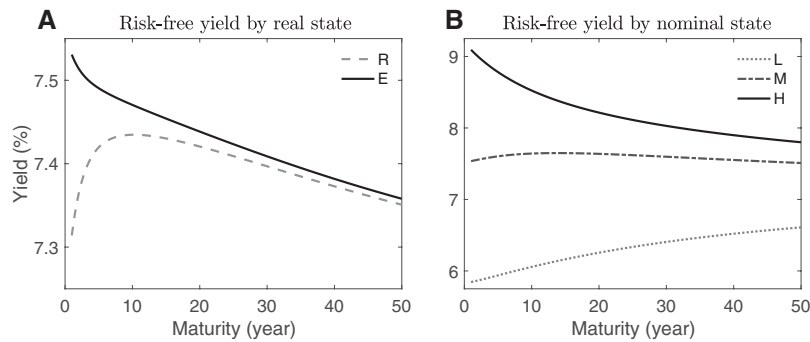 A Risk-free yield by real state
R
E
7.5
7.4
7.3
Yield (%)
0 10 20 30 40 50
Maturity (year)
B Risk-free yield by nominal state
L
M
H
9
8
7
6
0 10 20 30 40 50
Maturity (year)